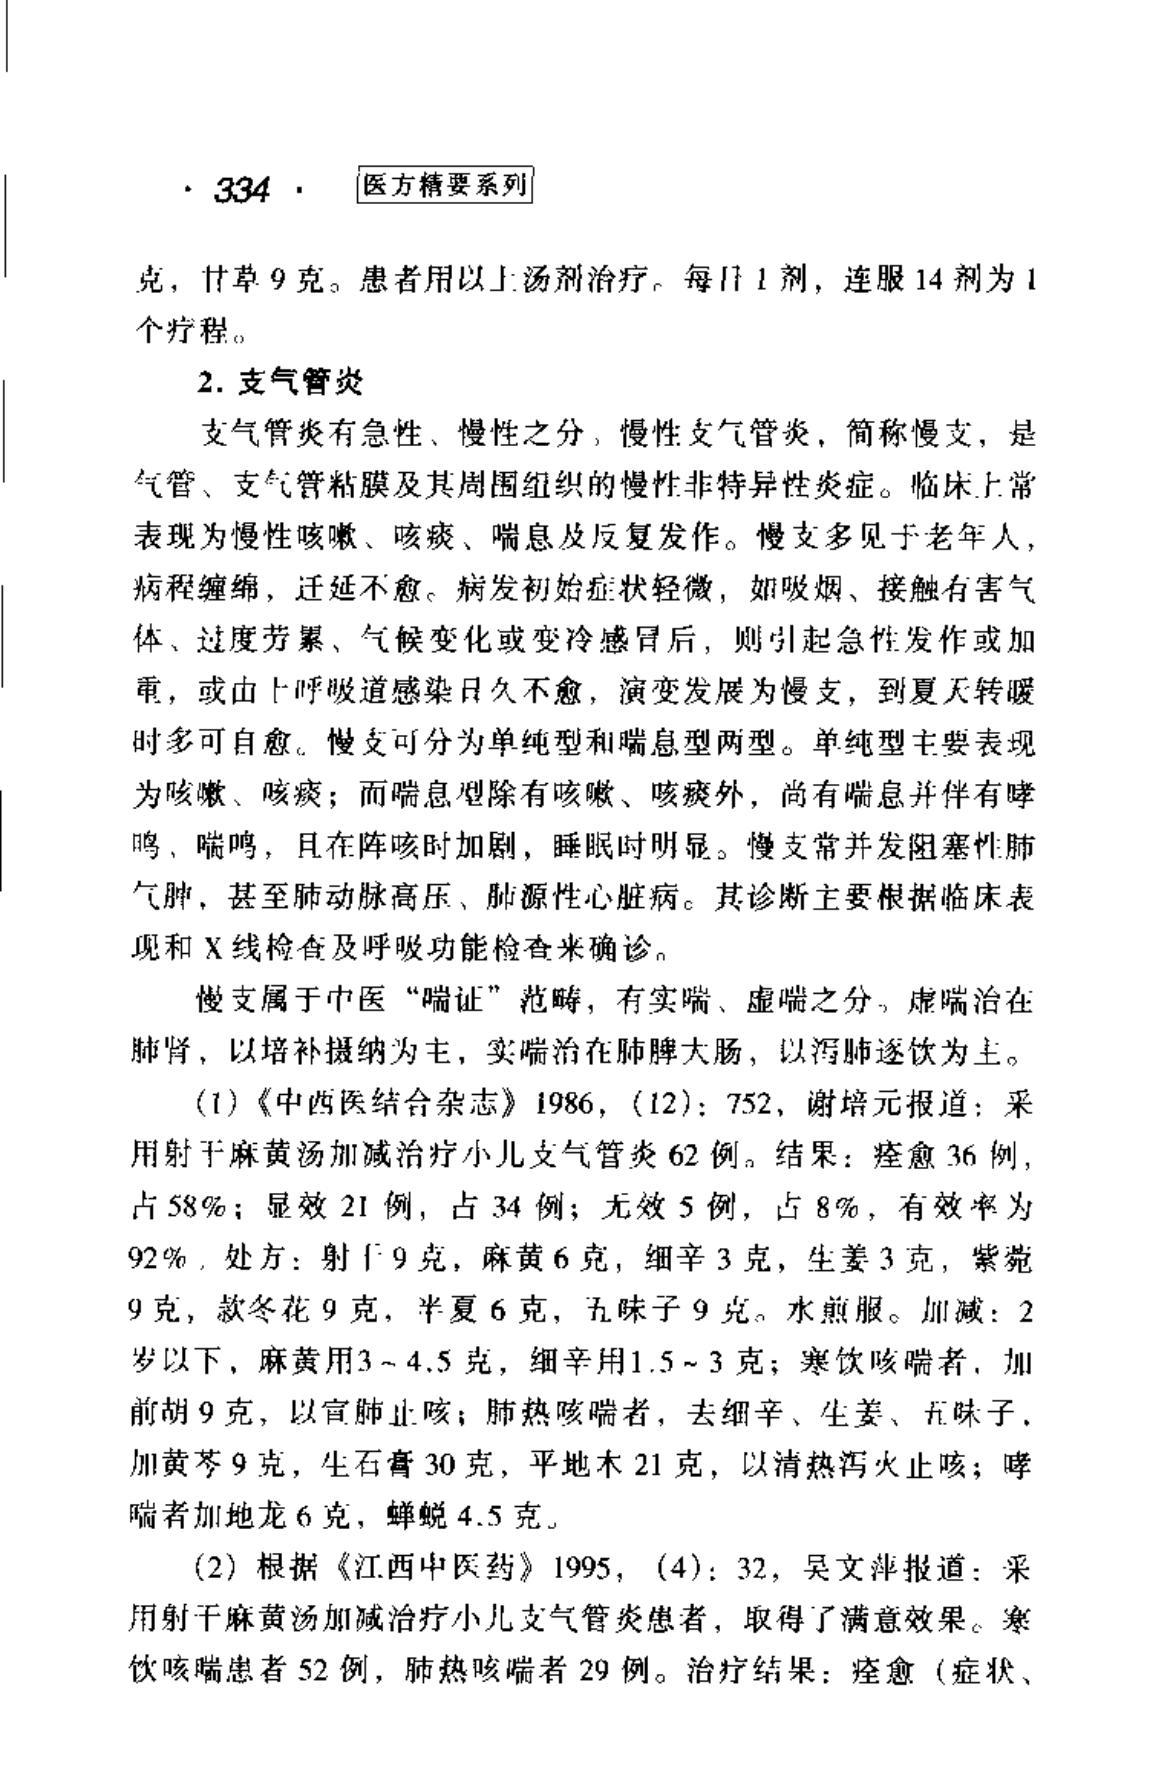 · 334 · 医方精要系列
克，甘草 9 克。患者用以上汤剂治疗。每日 1 剂，连服 14 剂为 1
个疗程。
2. 支气管炎
支气管炎有急性、慢性之分。慢性支气管炎，简称慢支，是
气管、支气管粘膜及其周围组织的慢性非特异性炎症。临床上常
表现为慢性咳嗽、咳痰、喘息及反复发作。慢支多见于老年人，
病程缠绵，迁延不愈。病发初始症状轻微，如吸烟、接触有害气
体、过度劳累、气候变化或变冷感冒后，则引起急性发作或加
重，或由上呼吸道感染日久不愈，演变发展为慢支，到夏天转暖
时多可自愈。慢支可分为单纯型和喘息型两型。单纯型主要表现
为咳嗽、咳痰；而喘息型除有咳嗽、咳痰外，尚有喘息并伴有哮
鸣、喘鸣，且在阵咳时加剧，睡眠时明显。慢支常并发阻塞性肺
气肿，甚至肺动脉高压、肺源性心脏病。其诊断主要根据临床表
现和 X 线检查及呼吸功能检查来确诊。
慢支属于中医“喘证”范畴，有实喘、虚喘之分。虚喘治在
肺肾，以培补摄纳为主，实喘治在肺脾大肠，以泻肺逐饮为主。
(1)《中西医结合杂志》1986，(12)：752，谢培元报道：采
用射干麻黄汤加减治疗小儿支气管炎 62 例。结果：痊愈 36 例，
占 58%；显效 21 例，占 34 例；无效 5 例，占 8%，有效率为
92%。处方：射干 9 克，麻黄 6 克，细辛 3 克，生姜 3 克，紫菀
9 克，款冬花 9 克，半夏 6 克，五味子 9 克。水煎服。加减：2
岁以下，麻黄用3～4.5 克，细辛用1.5～3 克；寒饮咳喘者，加
前胡 9 克，以宣肺止咳；肺热咳喘者，去细辛、生姜、五味子，
加黄芩 9 克，生石膏 30 克，平地木 21 克，以清热泻火止咳；哮
喘者加地龙 6 克，蝉蜕 4.5 克。
(2) 根据《江西中医药》1995，(4)：32，吴文萍报道：采
用射干麻黄汤加减治疗小儿支气管炎患者，取得了满意效果。寒
饮咳喘患者 52 例，肺热咳喘者 29 例。治疗结果：痊愈（症状、